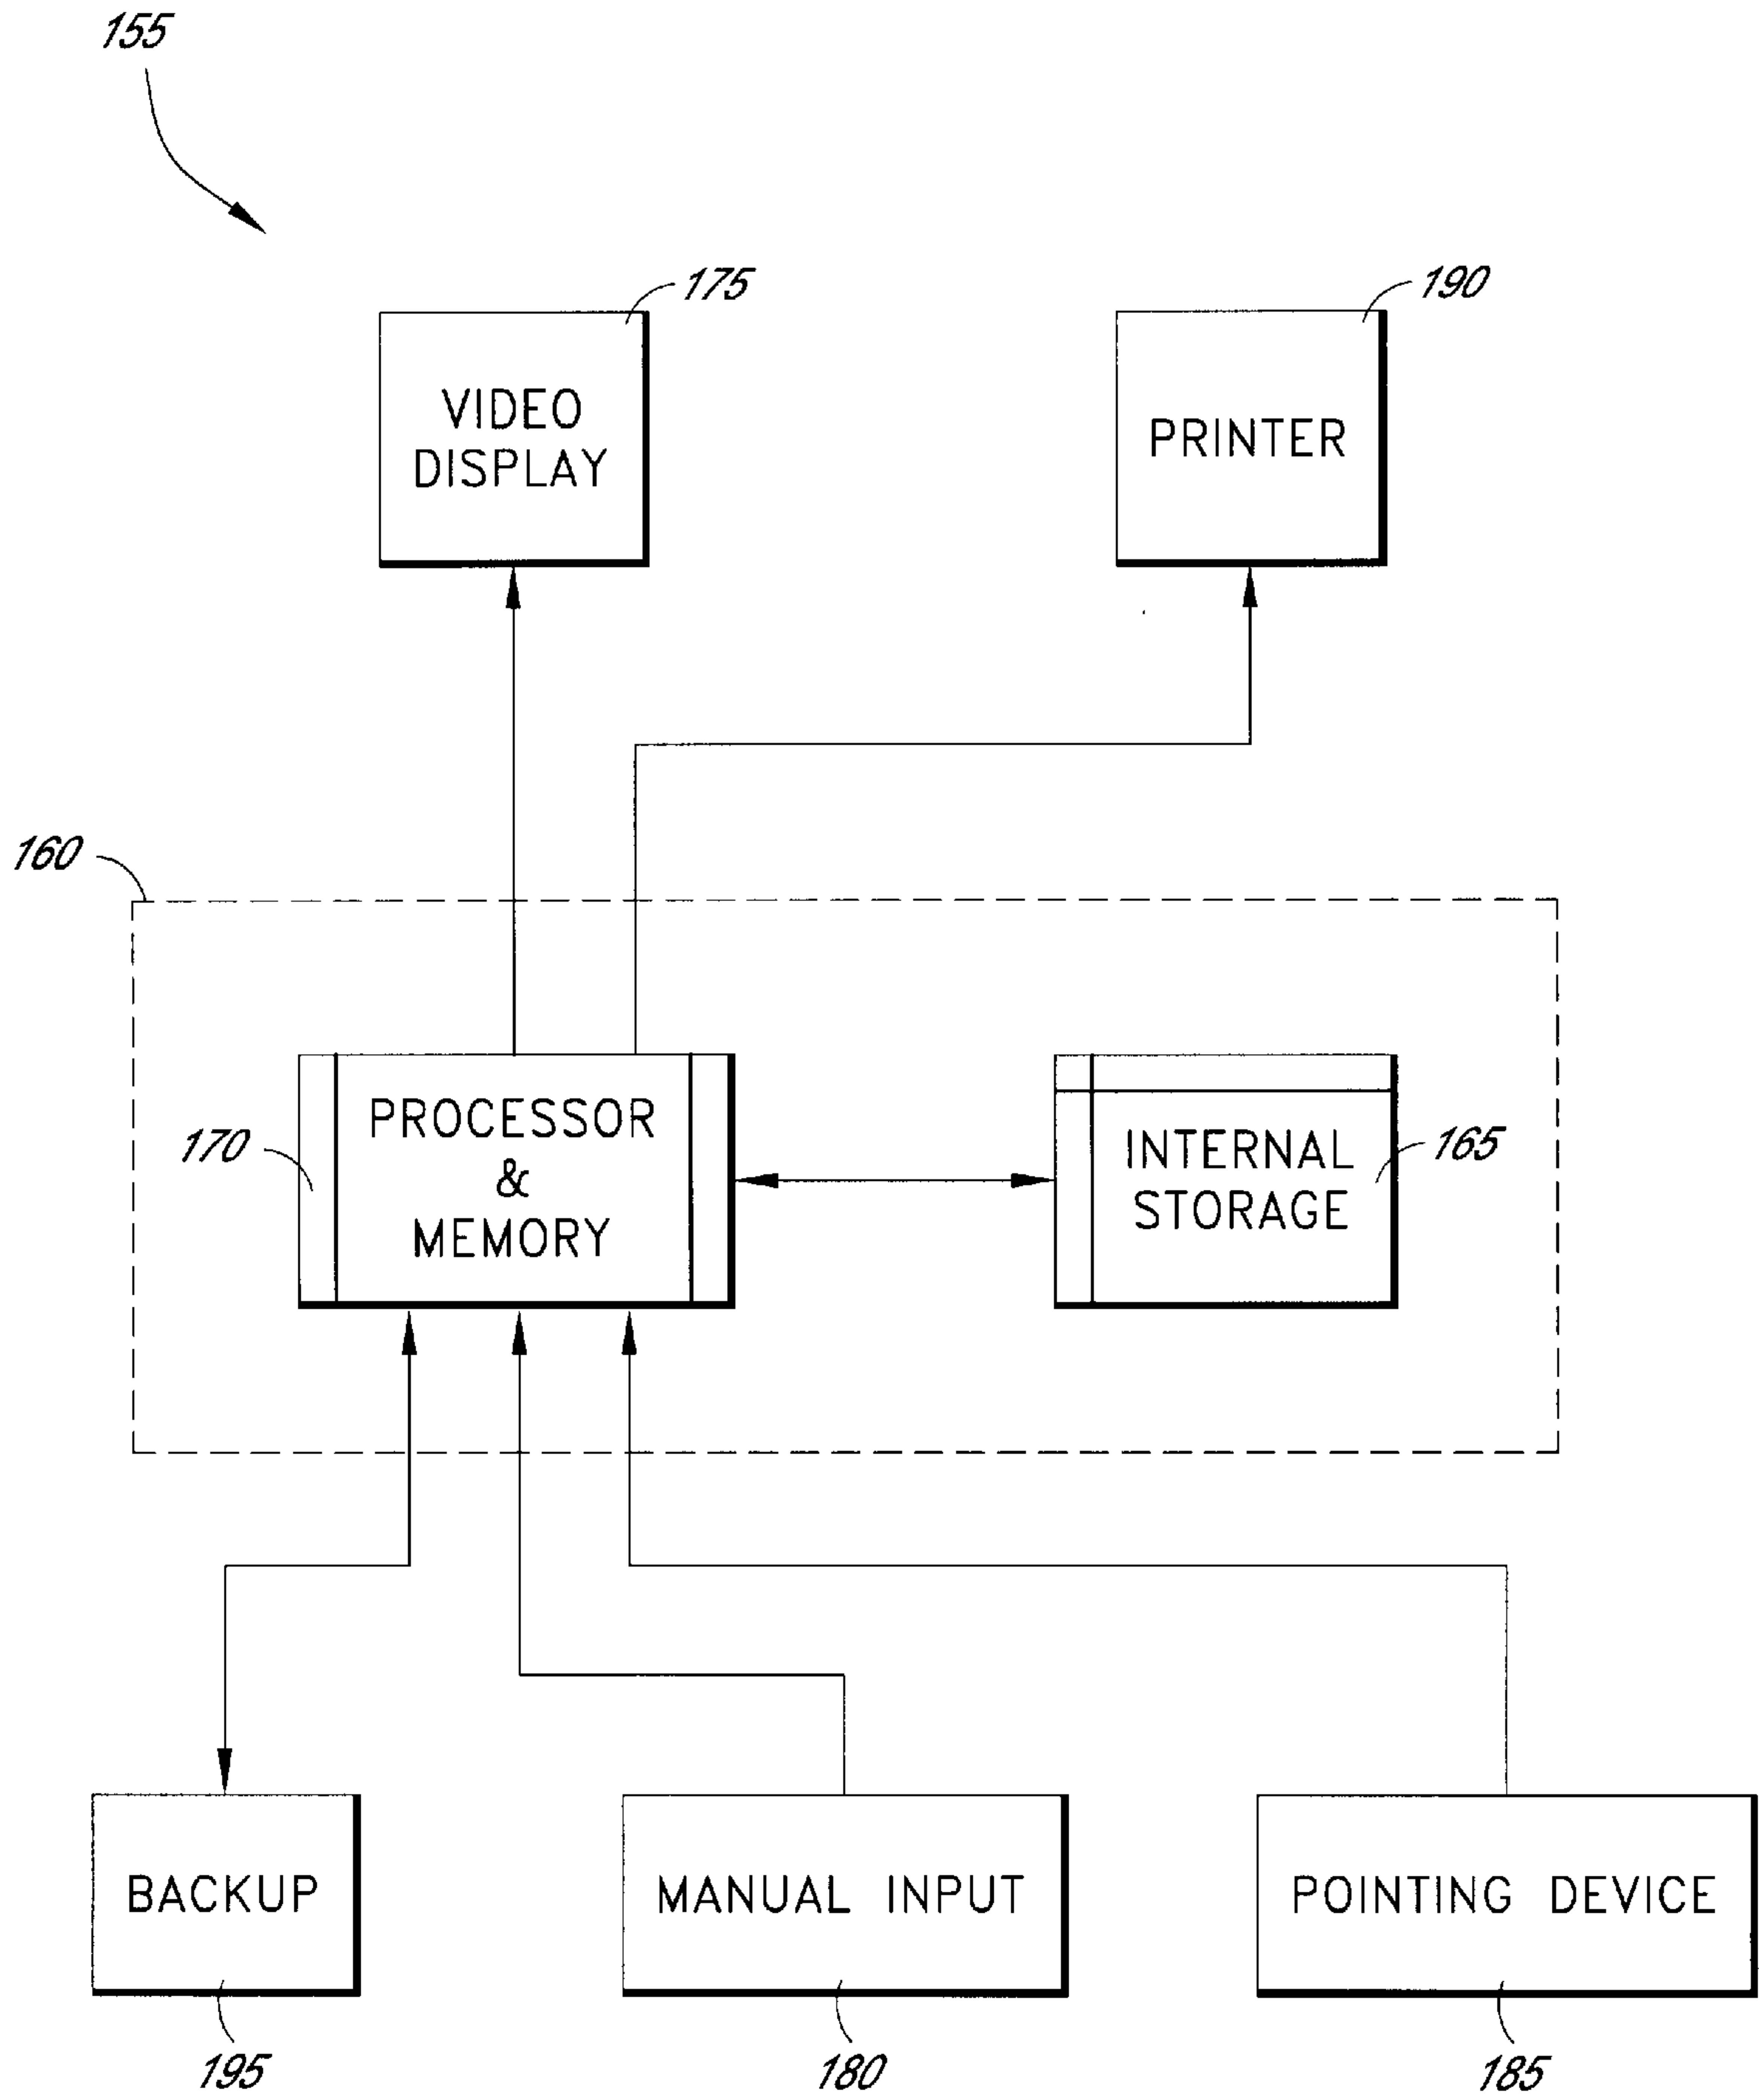 155
175
190
VIDEO
DISPLAY
PRINTER
160
170
PROCESSOR
&
MEMORY
INTERNAL
STORAGE
165
BACKUP
MANUAL INPUT
POINTING DEVICE
195
180
185